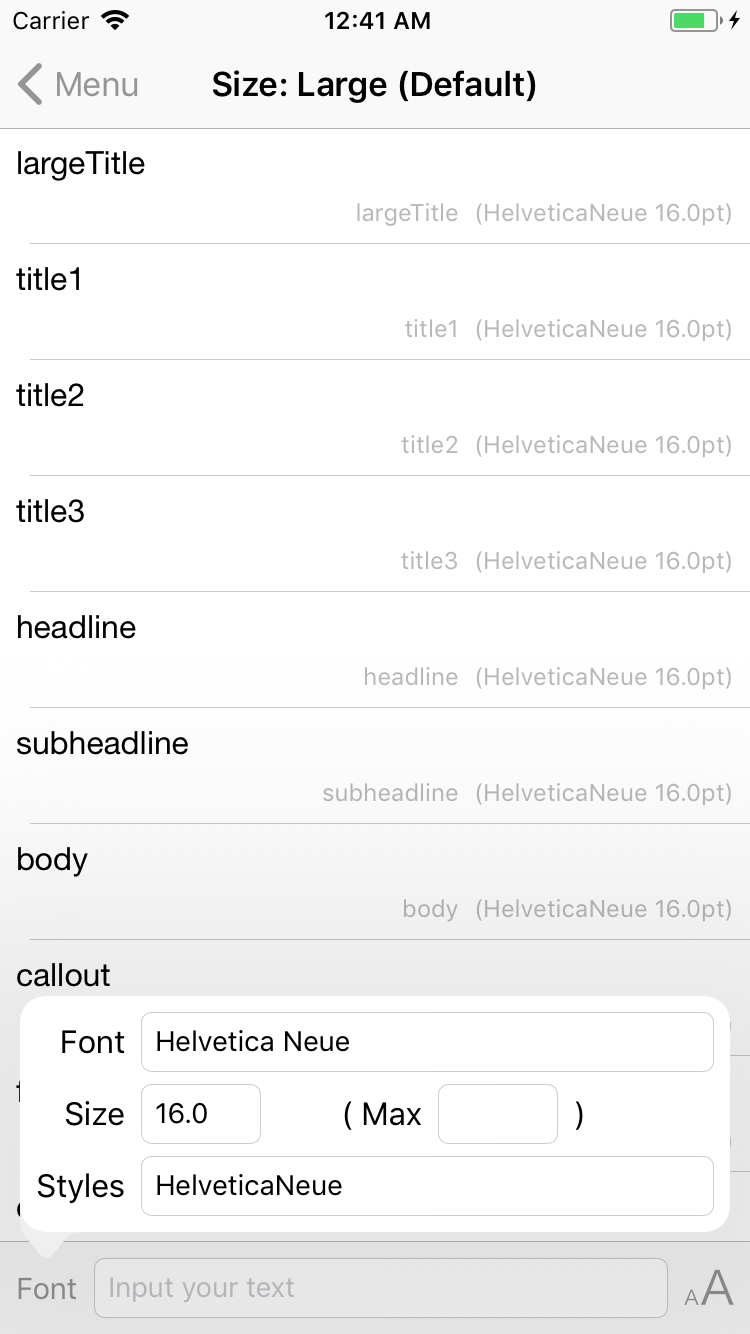 Carrier 12:41 AM
Menu Size: Large (Default)
largeTitle
largeTitle (HelveticaNeue 16.0pt)
title1
title1 (HelveticaNeue 16.0pt)
title2
title2 (HelveticaNeue 16.0pt)
title3
title3 (HelveticaNeue 16.0pt)
headline
headline (HelveticaNeue 16.0pt)
subheadline
subheadline (HelveticaNeue 16.0pt)
body
body (HelveticaNeue 16.0pt)
callout
Font Helvetica Neue
Size 16.0 ( Max )
Styles HelveticaNeue
Font Input your text AA